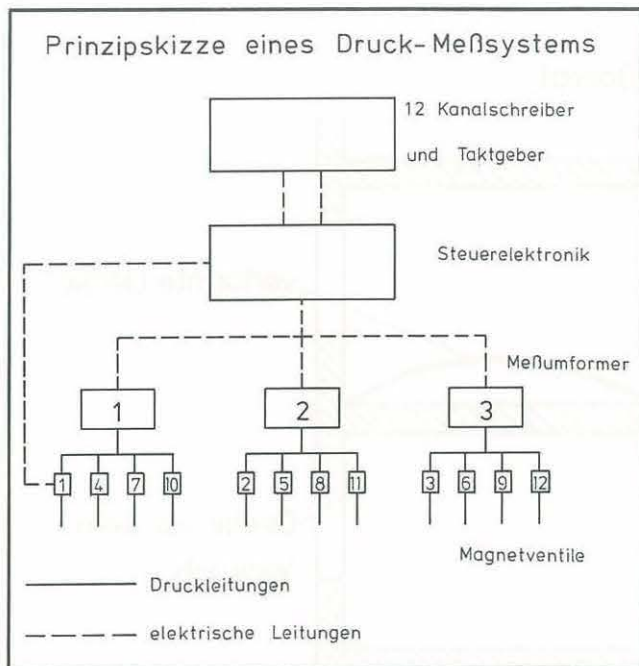 Prinzipskizze eines Druck-Meßsystems
12 Kanalschreiber
und Taktgeber
Steuerelektronik
Meßumformer
1 2 3
1 4 7 10 2 5 8 11 3 6 9 12
Magnetventile
Druckleitungen
elektrische Leitungen